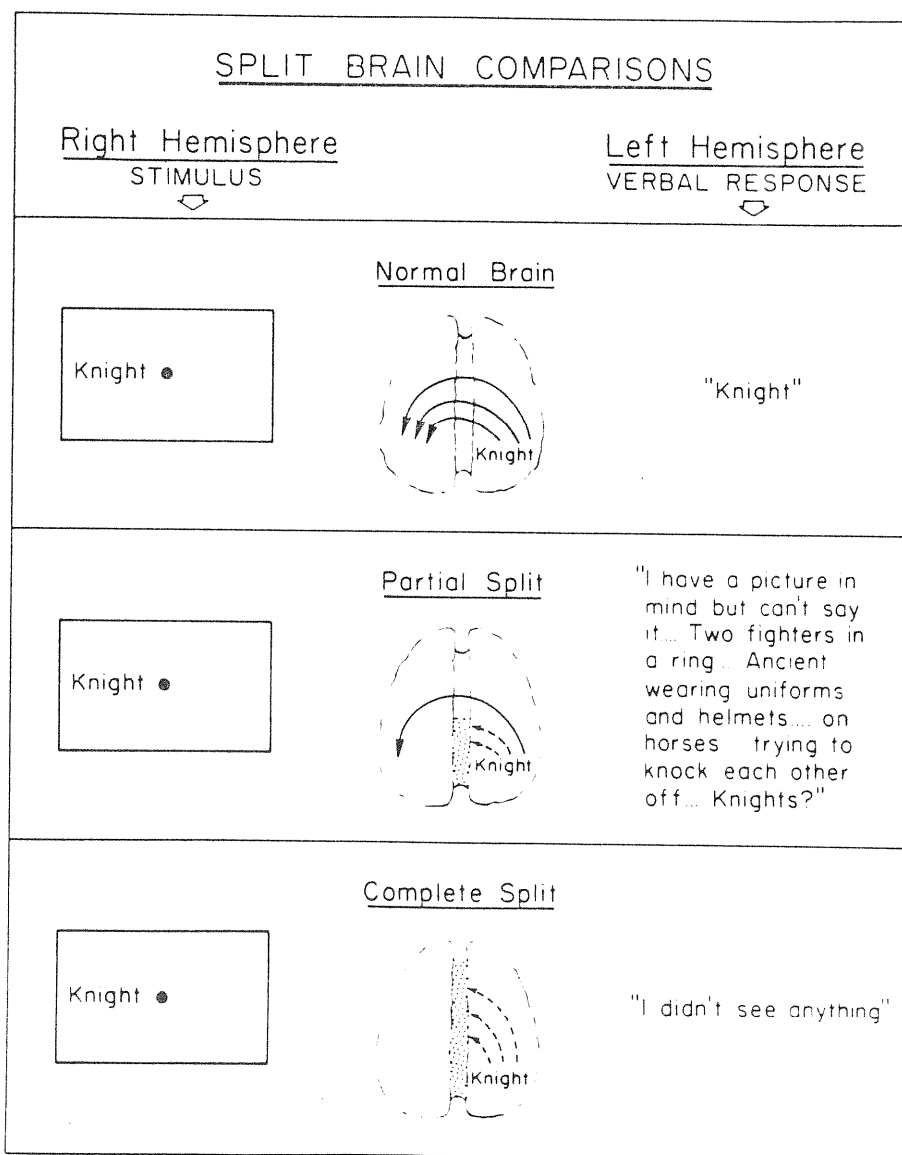 SPLIT BRAIN COMPARISONS
Right Hemisphere
STIMULUS
Left Hemisphere
VERBAL RESPONSE
Normal Brain
Knight
Knight
"Knight"
Partial Split
Knight
Knight
"I have a picture in
mind but can't say
it... Two fighters in
a ring.. Ancient
wearing uniforms
and helmets.... on
horses trying to
knock each other
off... Knights?"
Complete Split
Knight
Knight
"I didn't see anything"